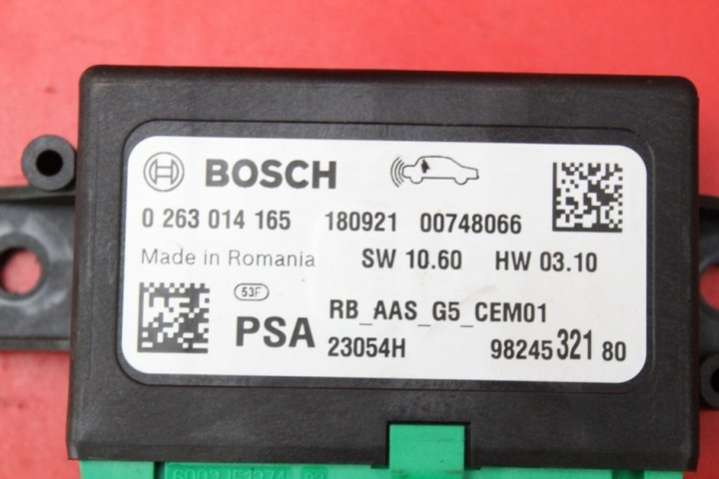 BOSCH
0 263 014 165 180921 00748066
Made in Romania SW 10.60 HW 03.10
53F
RB_AAS_G5_CEM01
PSA 23054H 98245 321 80